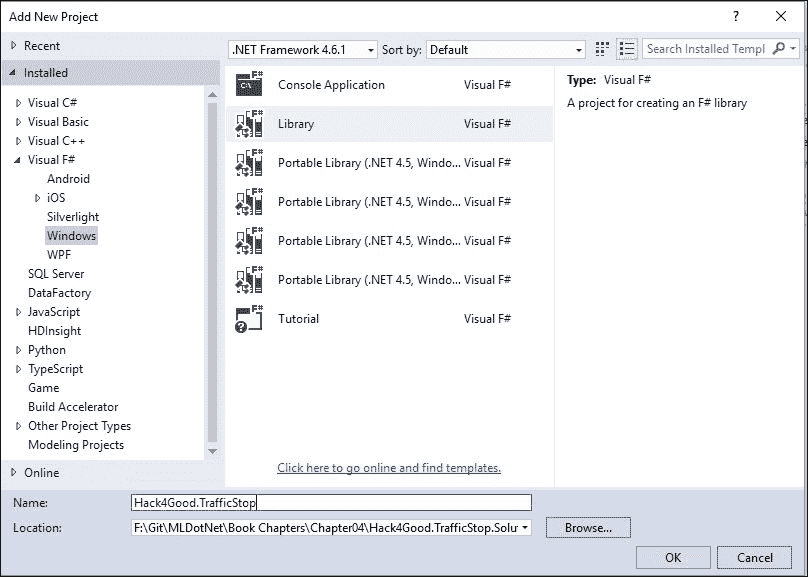 Add New Project
?
Recent
.NET Framework 4.6.1
Sort by:
Default
Search Installed Templ
Installed
Visual C#
Visual Basic
Visual C++
Visual F#
Android
iOS
Silverlight
Windows
WPF
SQL Server
DataFactory
JavaScript
HDInsight
Python
TypeScript
Game
Build Accelerator
Other Project Types
Modeling Projects
Online
Console Application Visual F#
Library Visual F#
Portable Library (.NET 4.5, Windo... Visual F#
Portable Library (.NET 4.5, Windo... Visual F#
Portable Library (.NET 4.5, Windo... Visual F#
Portable Library (.NET 4.5, Windo... Visual F#
Tutorial Visual F#
Click here to go online and find templates.
Type: Visual F#
A project for creating an F# library
Name: Hack4Good.TrafficStop
Location: F:\Git\MLDotNet\Book Chapters\Chapter04\Hack4Good.TrafficStop.Solu
Browse...
OK
Cancel